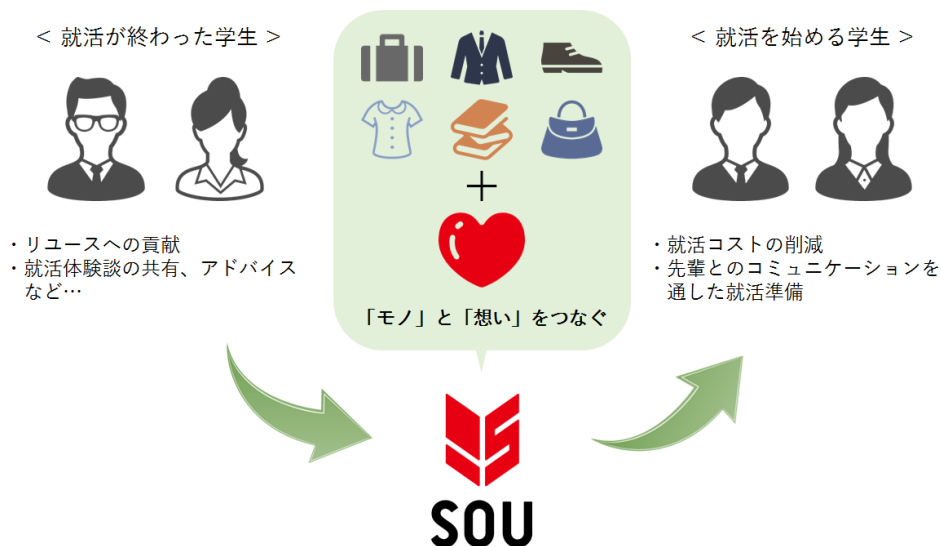 < 就活が終わった学生 >
・リユースへの貢献
・就活体験談の共有、アドバイス
など…
+
「モノ」と「想い」をつなぐ
SOU
< 就活を始める学生 >
・就活コストの削減
・先輩とのコミュニケーションを
通した就活準備